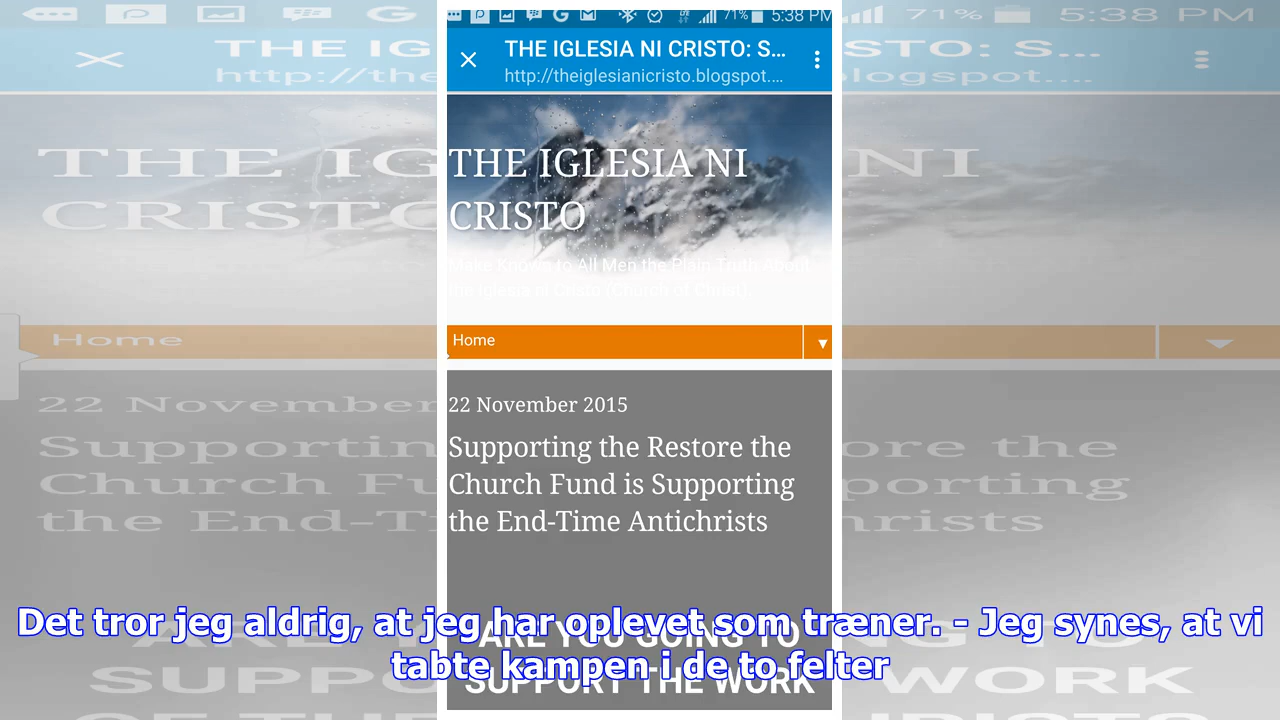 71% 5:38 PM
THE IGLESIA NI CRISTO: S...
http://theiglesianicristo.blogspot....
THE IGLESIA NI
CRISTO
Make Known to All Men the Plain Truth About
the Iglesia ni Cristo (Church of Christ).
Home
22 November 2015
Supporting the Restore the
Church Fund is Supporting
the End-Time Antichrists
ARE YOU GOING TO
SUPPORT THE WORK
Det tror jeg aldrig, at jeg har oplevet som træner. - Jeg synes, at vi
tabte kampen i de to felter